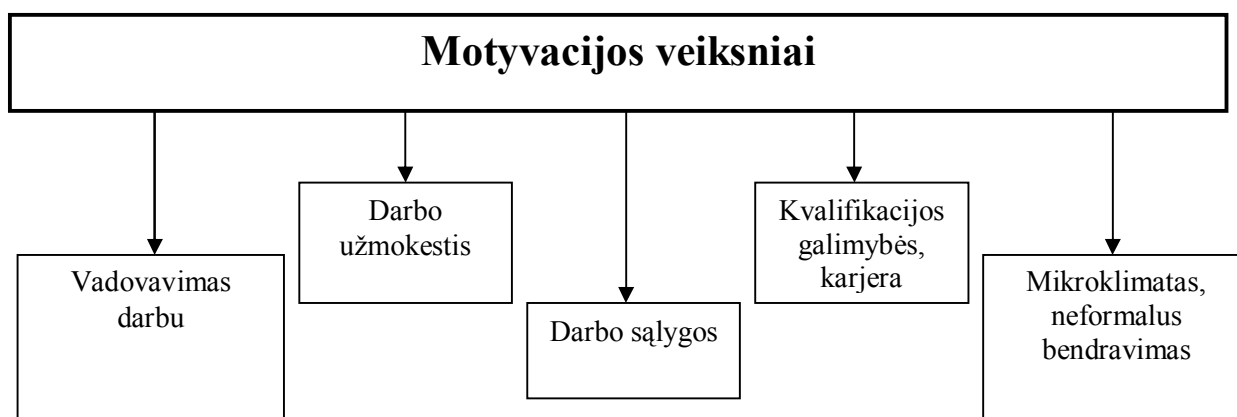 Motyvacijos veiksniai
Vadovavimas
darbu
Darbo
užmokestis
Darbo sąlygos
Kvalifikacijos
galimybės,
karjera
Mikroklimatas,
neformalus
bendravimas